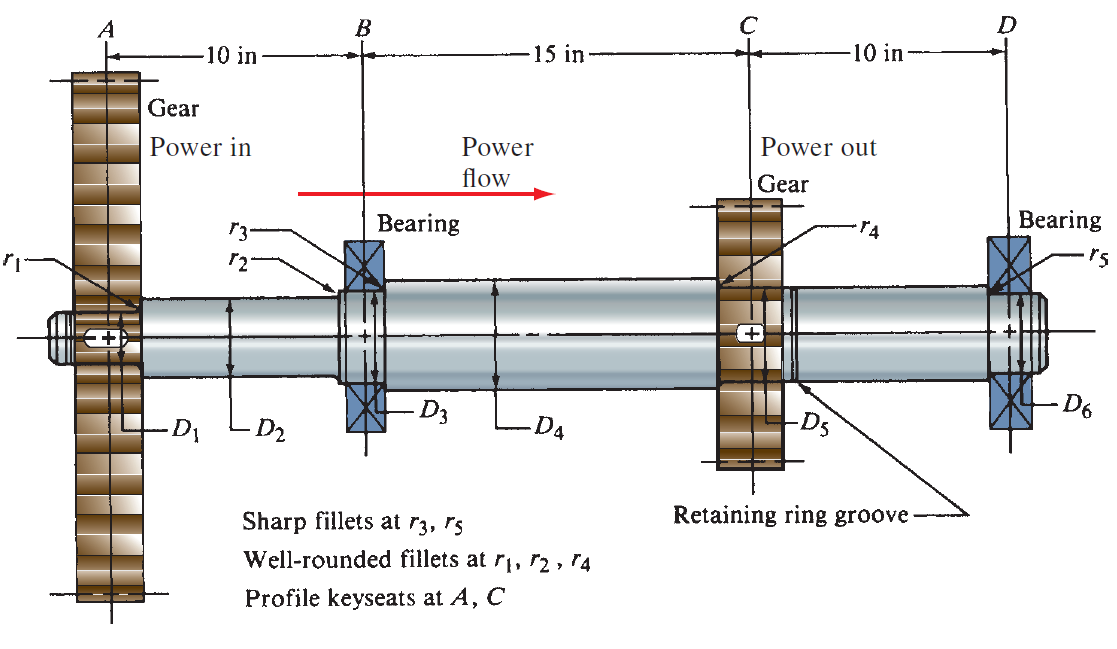 A
B
C
D
10 in
15 in
10 in
Gear
Power in
Power
flow
Power out
Gear
Bearing
Bearing
r3
r2
r4
r1
r5
D1
D2
D3
D4
D5
D6
Sharp fillets at r3, r5
Well-rounded fillets at r1, r2 , r4
Profile keyseats at A, C
Retaining ring groove